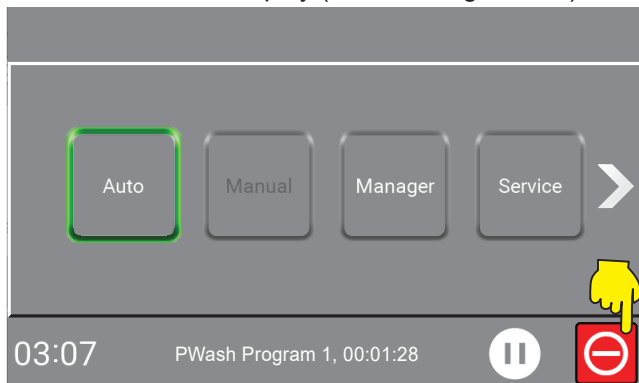 Auto
Manual
Manager
Service
03:07
PWash Program 1, 00:01:28